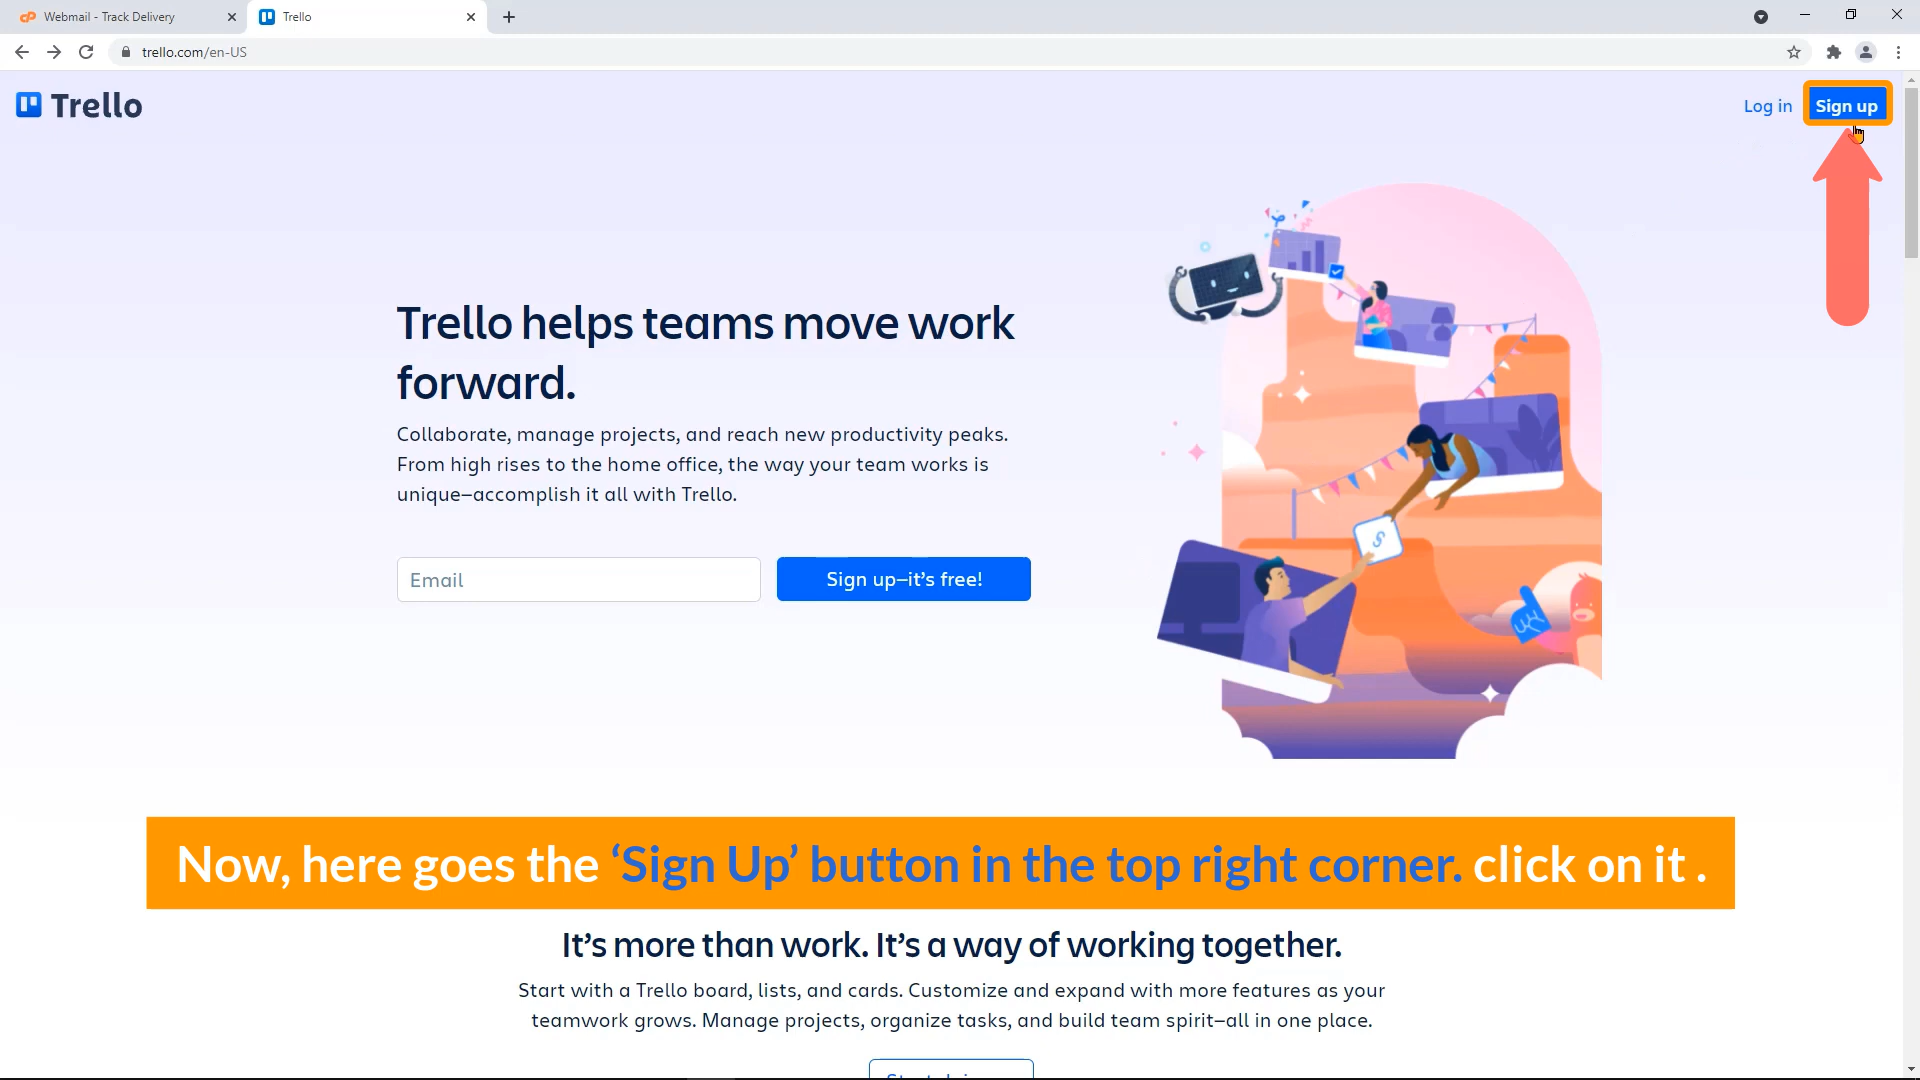 Webmail - Track Delivery
Trello
trello.com/en-US
Trello
Log in
Sign up
Trello helps teams move work
forward.
Collaborate, manage projects, and reach new productivity peaks.
From high rises to the home office, the way your team works is
unique—accomplish it all with Trello.
Email
Sign up—it’s free!
Now, here goes the ‘Sign Up’ button in the top right corner. click on it .
It’s more than work. It’s a way of working together.
Start with a Trello board, lists, and cards. Customize and expand with more features as your
teamwork grows. Manage projects, organize tasks, and build team spirit—all in one place.